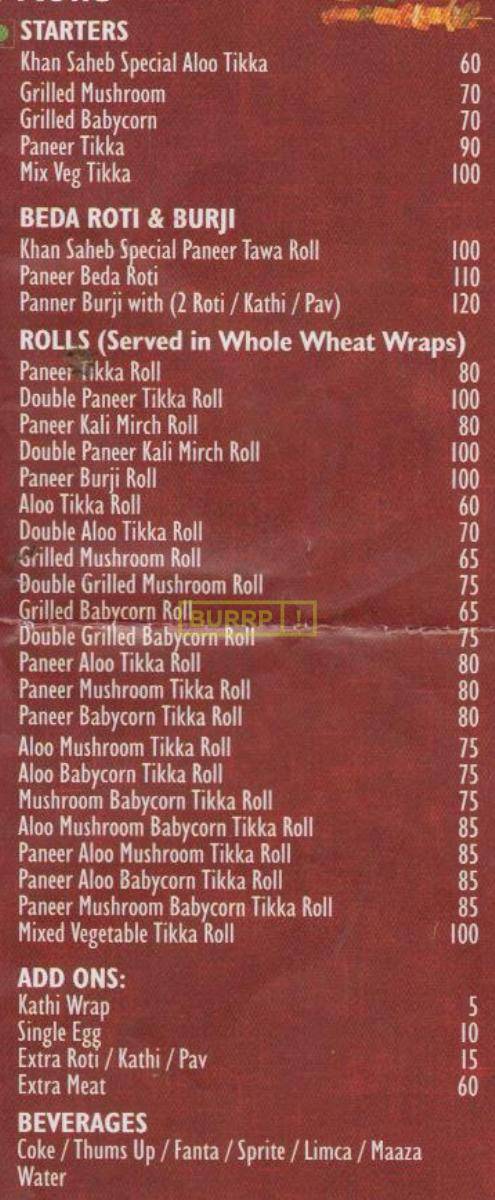 STARTERS
Khan Saheb Special Aloo Tikka 60
Grilled Mushroom 70
Grilled Babycorn 70
Paneer Tikka 90
Mix Veg Tikka 100
BEDA ROTI & BURJI
Khan Saheb Special Paneer Tawa Roll 100
Paneer Beda Roti 110
Panner Burji with (2 Roti / Kathi / Pav) 120
ROLLS (Served in Whole Wheat Wraps)
Paneer Tikka Roll 80
Double Paneer Tikka Roll 100
Paneer Kali Mirch Roll 80
Double Paneer Kali Mirch Roll 100
Paneer Burji Roll 100
Aloo Tikka Roll 60
Double Aloo Tikka Roll 70
Grilled Mushroom Roll 65
Double Grilled Mushroom Roll 75
Grilled Babycorn Roll 65
BURRP!
Double Grilled Babycorn Roll 75
Paneer Aloo Tikka Roll 80
Paneer Mushroom Tikka Roll 80
Paneer Babycorn Tikka Roll 80
Aloo Mushroom Tikka Roll 75
Aloo Babycorn Tikka Roll 75
Mushroom Babycorn Tikka Roll 75
Aloo Mushroom Babycorn Tikka Roll 85
Paneer Aloo Mushroom Tikka Roll 85
Paneer Aloo Babycorn Tikka Roll 85
Paneer Mushroom Babycorn Tikka Roll 85
Mixed Vegetable Tikka Roll 100
ADD ONS:
Kathi Wrap 5
Single Egg 10
Extra Roti / Kathi / Pav 15
Extra Meat 60
BEVERAGES
Coke / Thums Up / Fanta / Sprite / Limca / Maaza
Water